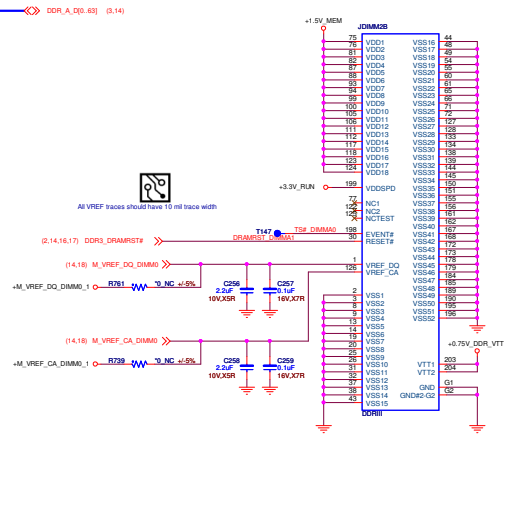 DDR_A_D[0..63] (3,14)
+1.5V_MEM
JDIMM2B
75 VDD1 VSS16 44
76 VDD2 VSS17 48
81 VDD3 VSS18 49
82 VDD4 VSS19 54
87 VDD5 VSS20 55
88 VDD6 VSS21 60
93 VDD7 VSS22 61
94 VDD8 VSS23 65
99 VDD9 VSS24 66
100 VDD10 VSS25 71
105 VDD11 VSS26 72
106 VDD12 VSS27 127
111 VDD13 VSS28 128
112 VDD14 VSS29 133
117 VDD15 VSS30 134
118 VDD16 VSS31 138
123 VDD17 VSS32 139
124 VDD18 VSS33 144
VSS34 145
+3.3V_RUN 199 VDDSPD VSS35 150
VSS36 151
77 NC1 VSS37 155
122 NC2 VSS38 156
125 NCTEST VSS39 161
VSS40 162
All VREF traces should have 10 mil trace width
T147 TS#_DIMMA0 198 EVENT# VSS41 167
(2,14,16,17) DDR3_DRAMRST# DRAMRST_DIMMA1 30 RESET# VSS42 168
VSS43 172
VSS44 173
(14,18) M_VREF_DQ_DIMM0 1 VREF_DQ VSS45 178
126 VREF_CA VSS46 179
VSS47 184
VSS48 185
VSS49 189
+M_VREF_DQ_DIMM0_1 R761 *0_NC +/-5%
C256 2.2uF 10V,X5R
C257 0.1uF 16V,X7R
2 VSS1 VSS50 190
3 VSS2 VSS51 195
8 VSS3 VSS52 196
9 VSS4
13 VSS5
14 VSS6
19 VSS7
(14,18) M_VREF_CA_DIMM0 20 VSS8
25 VSS9
+0.75V_DDR_VTT
+M_VREF_CA_DIMM0_1 R739 *0_NC +/-5%
C258 2.2uF 10V,X5R
C259 0.1uF 16V,X7R
26 VSS10 VTT1 203
31 VSS11 VTT2 204
32 VSS12
37 VSS13 GND G1
38 VSS14 GND#2-G2 G2
43 VSS15
DDRIII